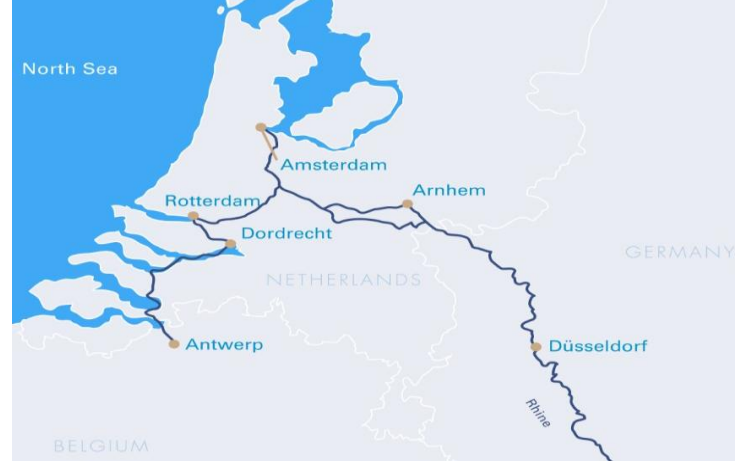 North Sea
Amsterdam
Arnhem
Rotterdam
Dordrecht
GERMANY
NETHERLANDS
Antwerp
Düsseldorf
Rhine
BELGIUM